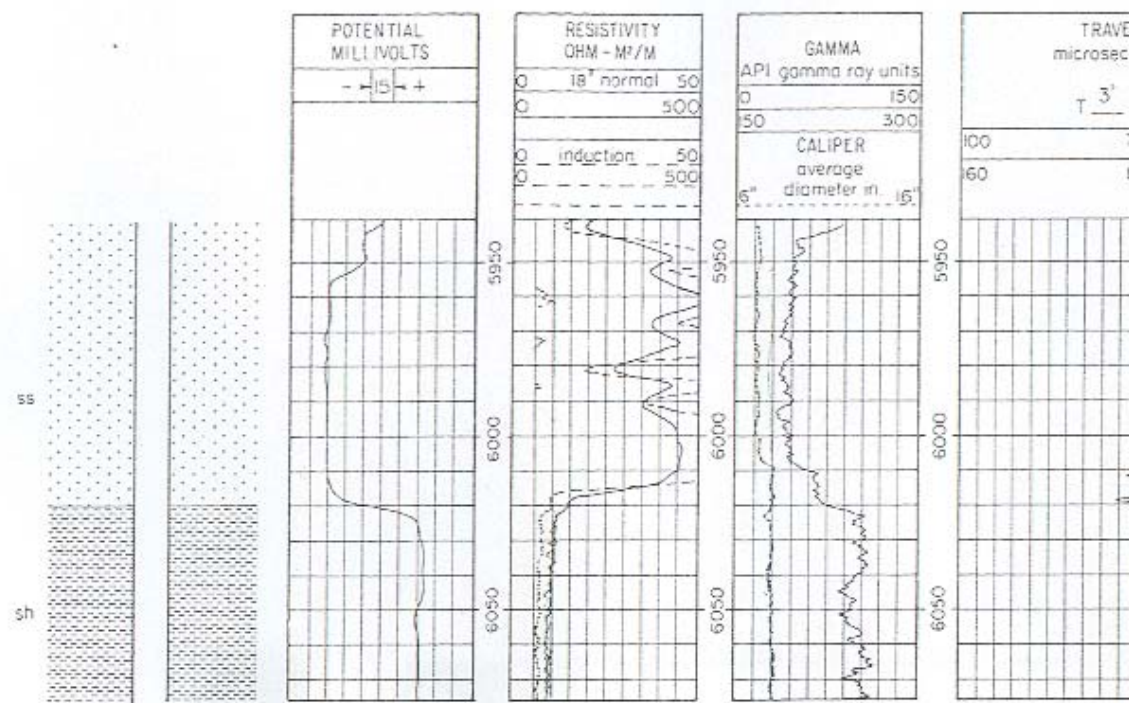 POTENTIAL
MILLIVOLTS
- 15 +
RESISTIVITY
OHM - M²/M
0 18" normal 50
0 500
0 induction 50
0 500
GAMMA
API gamma ray units
0 150
150 300
CALIPER
average
diameter in.
6" 16"
TRAVE
microsec
T 3'
100
160
5950
6000
6050
5950
6000
6050
5950
6000
6050
ss
sh